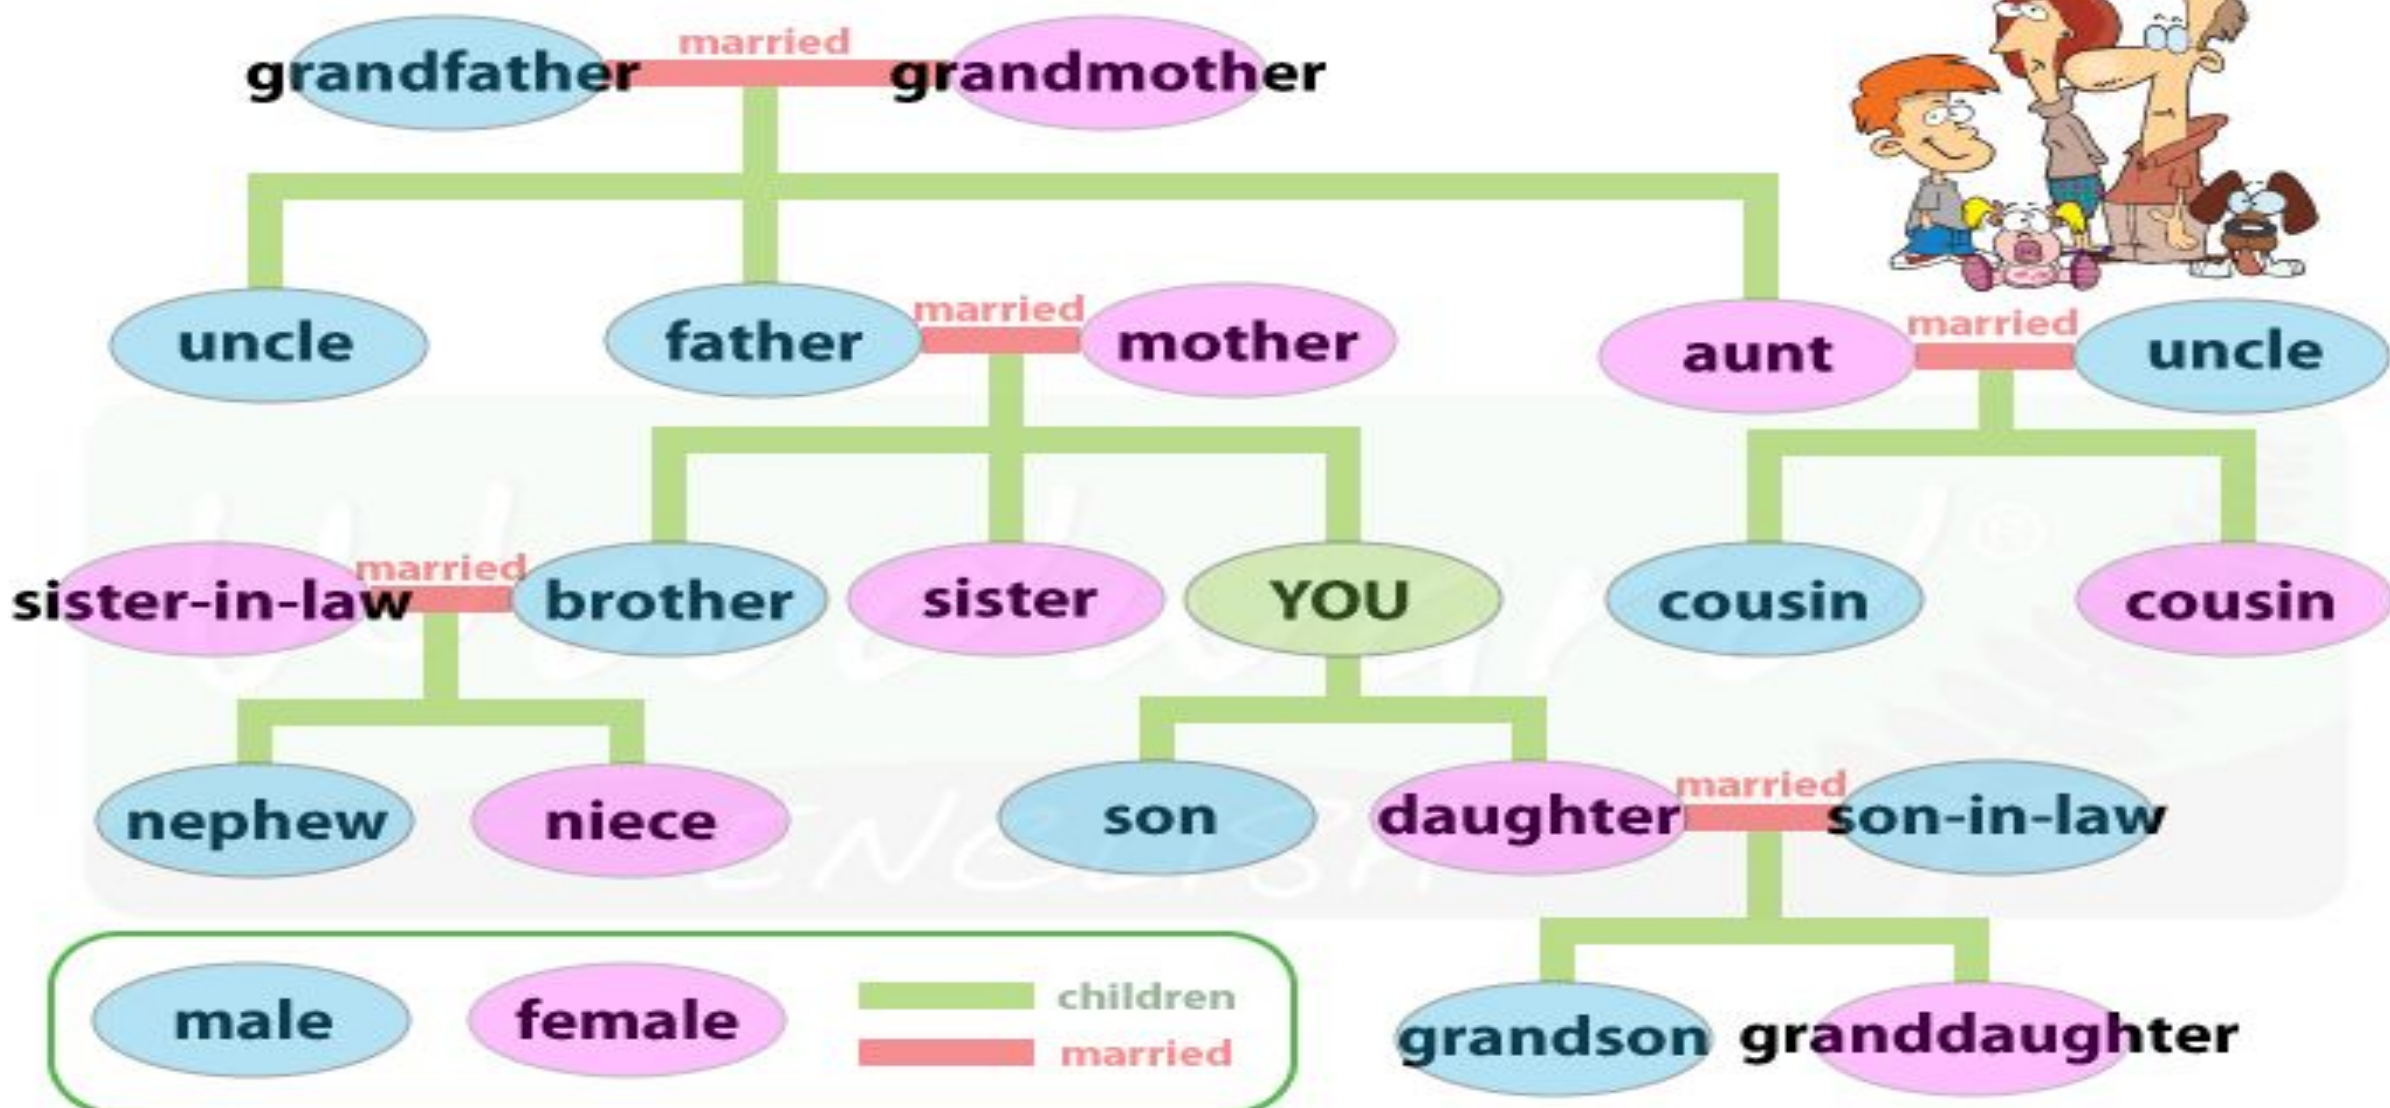 married
grandfather grandmother
married married
uncle father mother aunt uncle
married
sister-in-law brother sister YOU cousin cousin
married
nephew niece son daughter son-in-law
ENGLISH
children
male female
married
grandson granddaughter